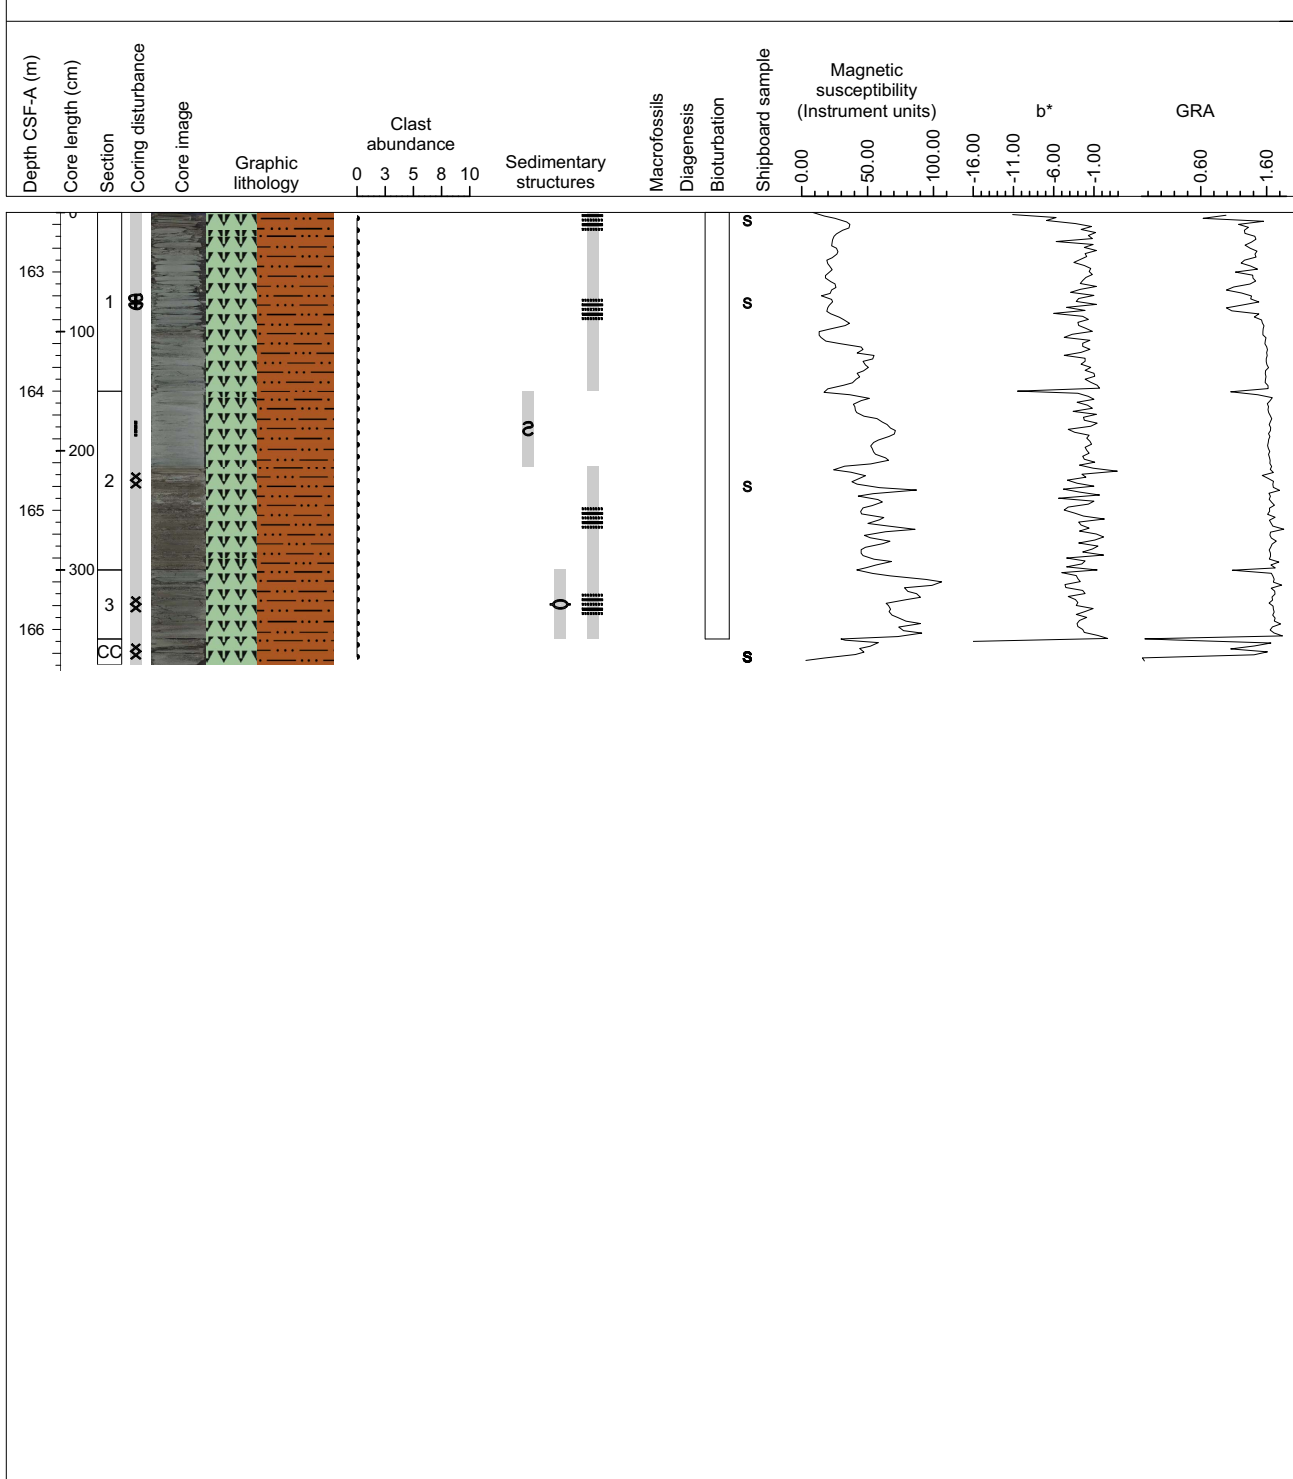 Depth CSF-A (m)
Core length (cm)
Section
Coring disturbance
Core image
Graphic
lithology
Clast
abundance
0 3 5 8 10
Sedimentary
structures
Macrofossils
Diagenesis
Bioturbation
Shipboard sample
Magnetic
susceptibility
(Instrument units)
0.00 50.00 100.00
b*
-16.00 -11.00 -6.00 -1.00
GRA
0.60 1.60
0
S
163
1
S
100
164
200
2
S
165
300
3
166
CC
S